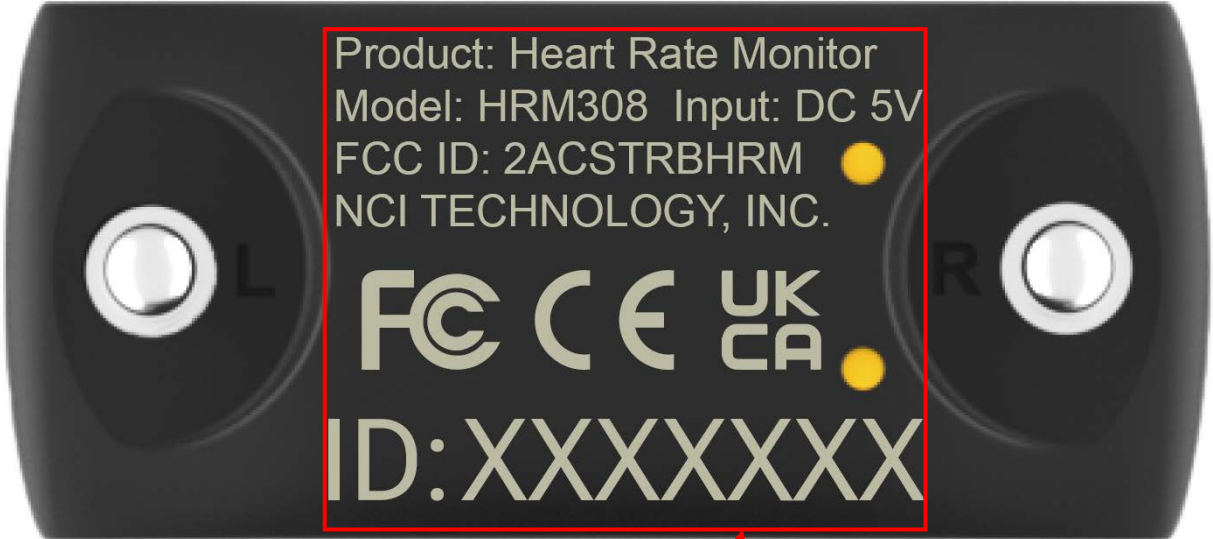 Product: Heart Rate Monitor
Model: HRM308 Input: DC 5V
FCC ID: 2ACSTRBHRM
NCI TECHNOLOGY, INC.
L
R
FC CE UK
CA
ID: XXXXXXX